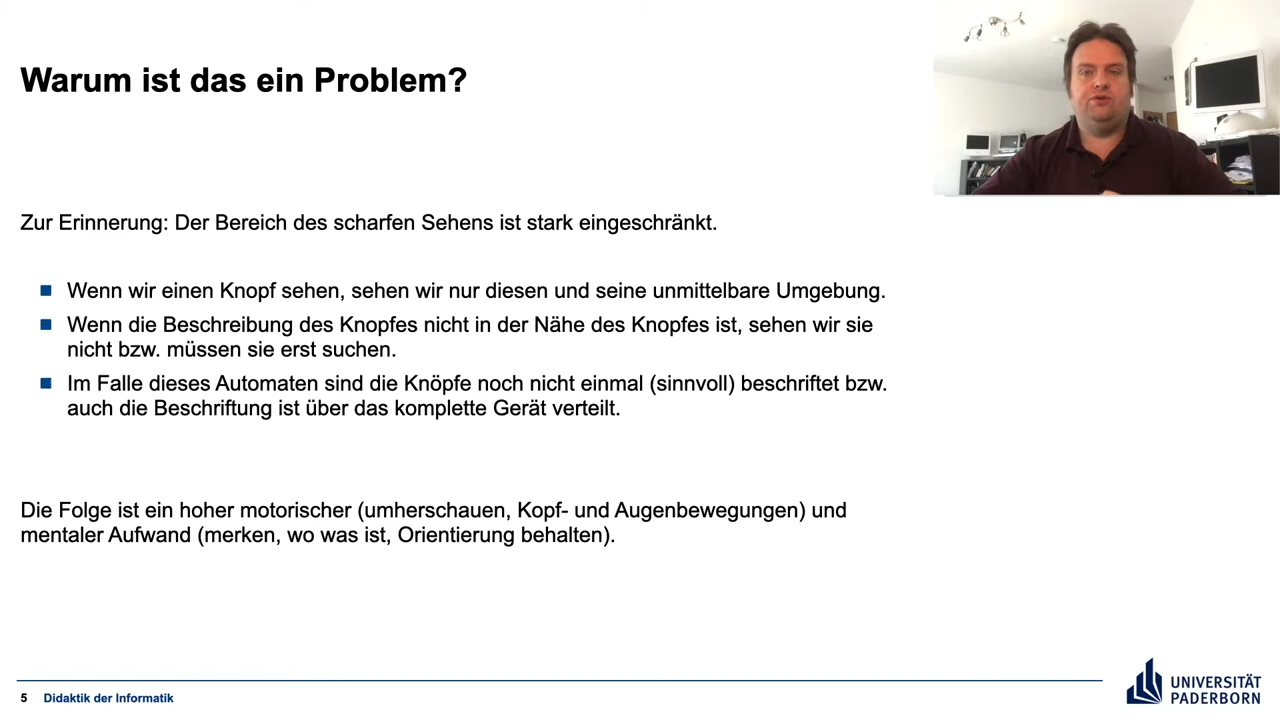 Warum ist das ein Problem?
Zur Erinnerung: Der Bereich des scharfen Sehens ist stark eingeschränkt.
Wenn wir einen Knopf sehen, sehen wir nur diesen und seine unmittelbare Umgebung.
Wenn die Beschreibung des Knopfes nicht in der Nähe des Knopfes ist, sehen wir sie
nicht bzw. müssen sie erst suchen.
Im Falle dieses Automaten sind die Knöpfe noch nicht einmal (sinnvoll) beschriftet bzw.
auch die Beschriftung ist über das komplette Gerät verteilt.
Die Folge ist ein hoher motorischer (umherschauen, Kopf- und Augenbewegungen) und
mentaler Aufwand (merken, wo was ist, Orientierung behalten).
5 Didaktik der Informatik
UNIVERSITÄT
PADERBORN